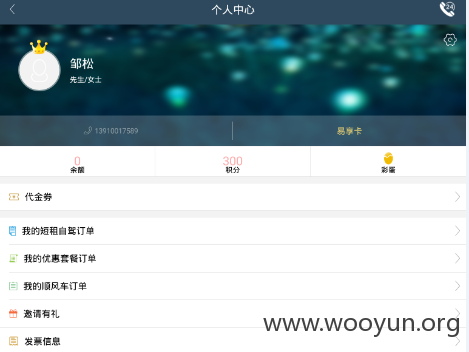 个人中心
24
邹松
先生/女士
13910017589
易享卡
0
300
余额
积分
彩蛋
代金券
我的短租自驾订单
我的优惠套餐订单
我的顺风车订单
邀请有礼
发票信息
www.wooyun.org